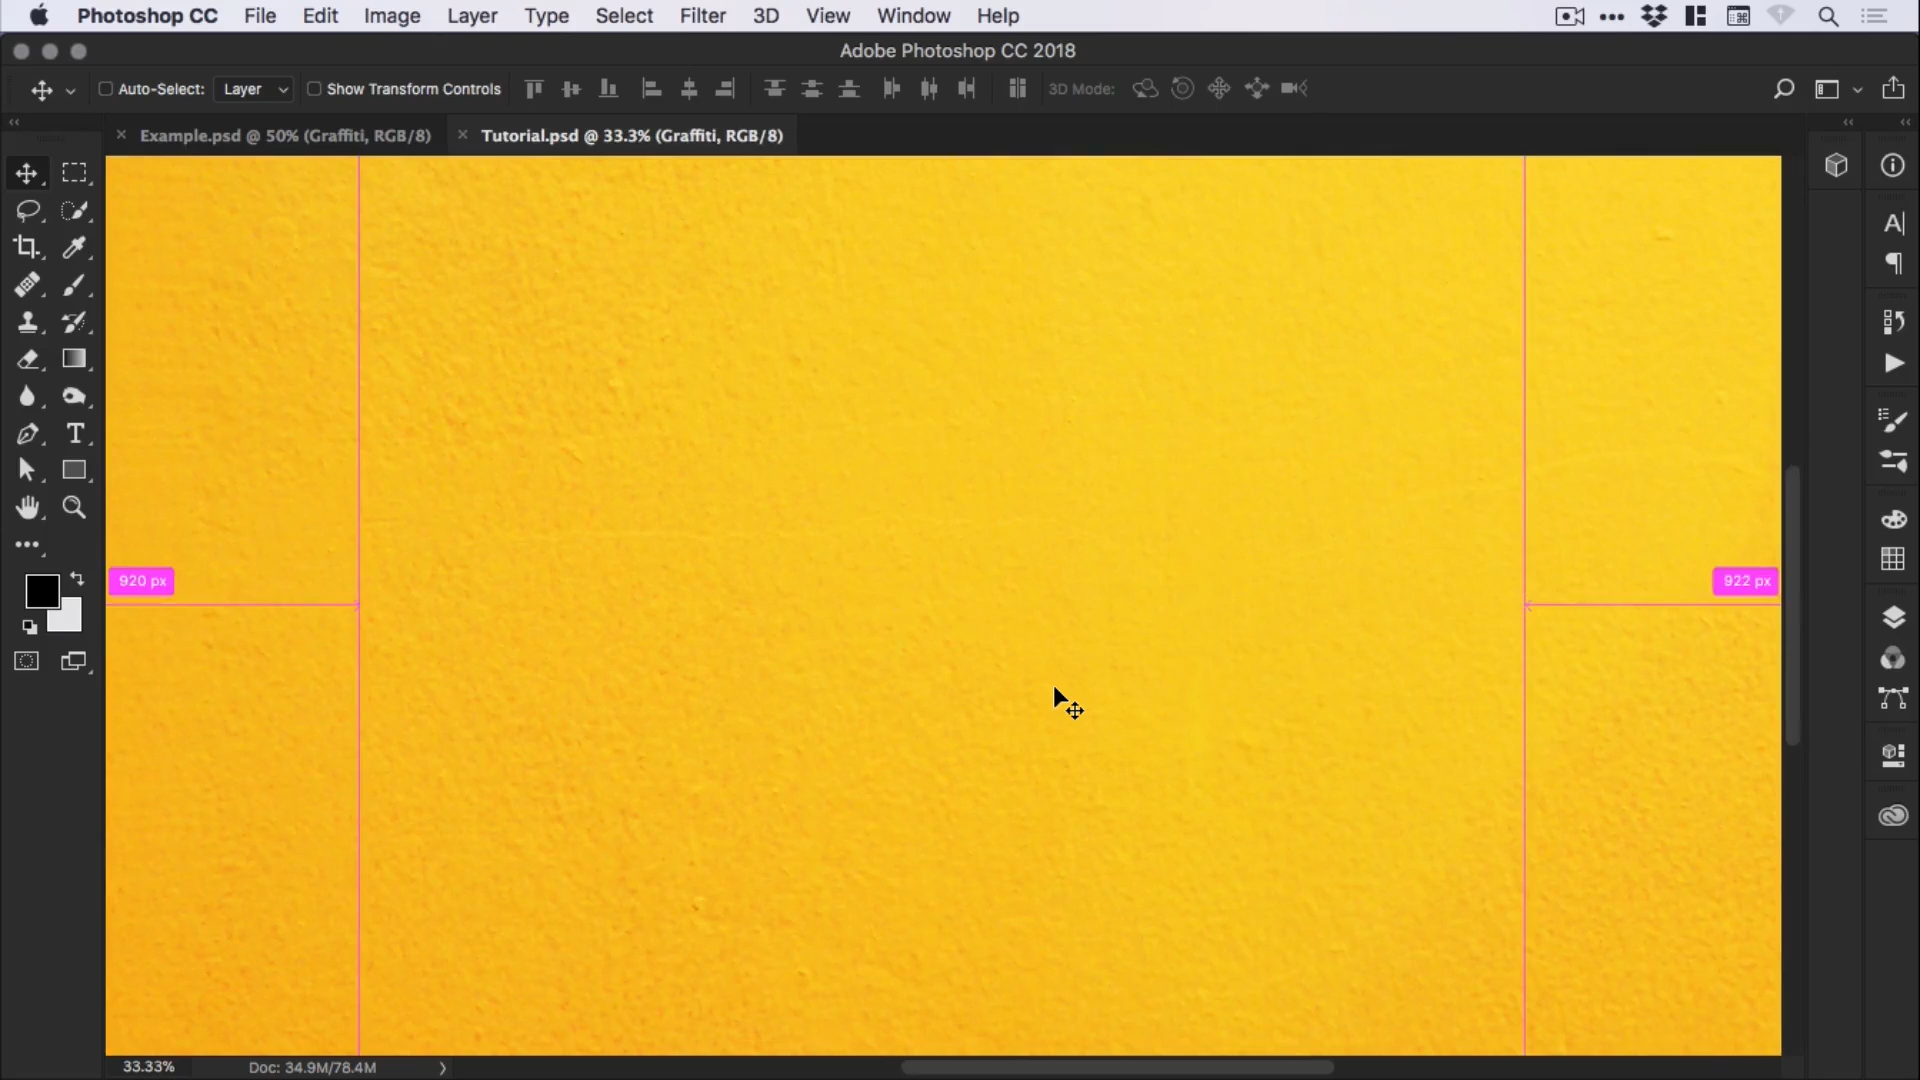 Photoshop CC File Edit Image Layer Type Select Filter 3D View Window Help
Adobe Photoshop CC 2018
Auto-Select: Layer Show Transform Controls 3D Mode:
Example.psd @ 50% (Graffiti, RGB/8) Tutorial.psd @ 33.3% (Graffiti, RGB/8)
920 px
922 px
33.33% Doc: 34.9M/78.4M